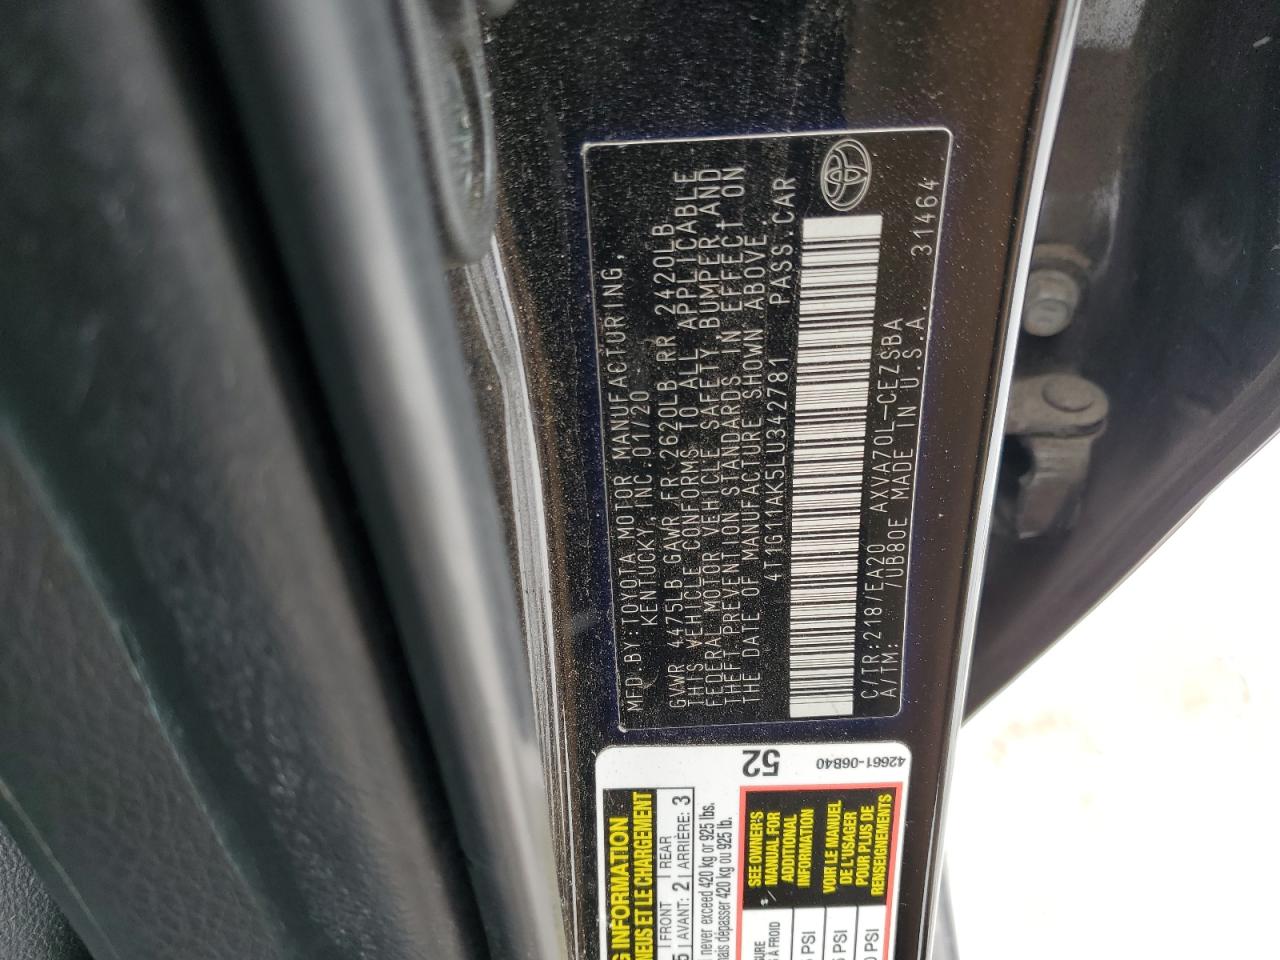 MFD.BY:TOYOTA MOTOR MANUFACTURING,
KENTUCKY, INC. 01/20
GVWR 4475LB GAWR FR 2620LB RR 2420LB
THIS VEHICLE CONFORMS TO ALL APPLICABLE
FEDERAL MOTOR VEHICLE SAFETY, BUMPER, AND
THEFT PREVENTION STANDARDS IN EFFECT ON
THE DATE OF MANUFACTURE SHOWN ABOVE.
4T1G11AK5LU342781 PASS.CAR
C/TR:218/EA20 AXVA70L-CEZSBA
A/TM: /UB80E MADE IN U.S.A. 31464
52
42661-06B40
INFORMATION
ET LE CHARGEMENT
FRONT REAR
AVANT: 2 ARRIÈRE: 3
never exceed 420 kg or 925 lbs.
dépasser 420 kg ou 925 lb.
SEE OWNER'S
MANUAL FOR
ADDITIONAL
INFORMATION
VOIR LE MANUEL
DE L'USAGER
POUR PLUS DE
RENSEIGNEMENTS
À FROID
PSI
PSI
PSI